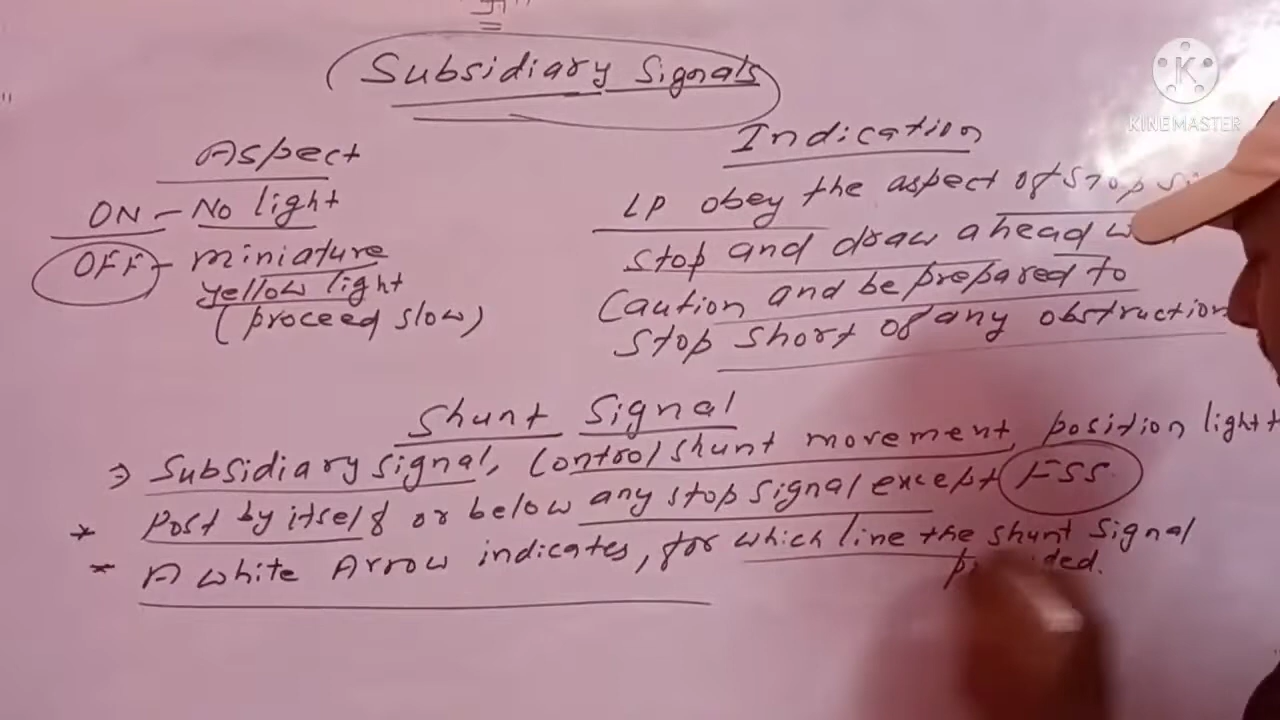 Subsidiary Signals
Aspect
Indication
ON - No light
LP obey the aspect of stop
OFF - miniature
stop and draw ahead
yellow light
Caution and be prepared to
(proceed slow)
stop short of any obstruction
Shunt Signal
⇒ Subsidiary signal, control shunt movement, position light
* Post by itself or below any stop signal except FSS
* A white Arrow indicates, for which line the shunt signal
KINEMASTER